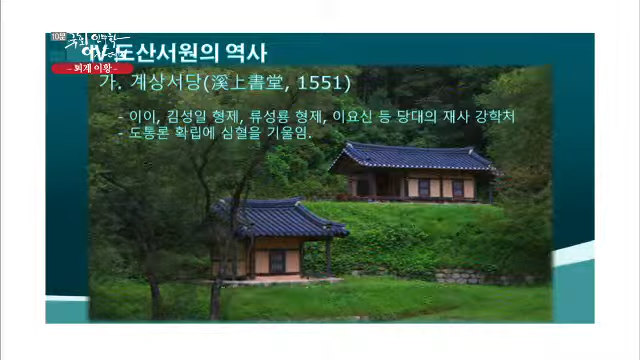 도산서원의 역사
- 퇴계 이황 -
가. 계상서당(溪上書堂, 1551)
- 이이, 김성일 형제, 류성룡 형제, 이요신 등 당대의 재사 강학처
- 도통론 확립에 심혈을 기울임.